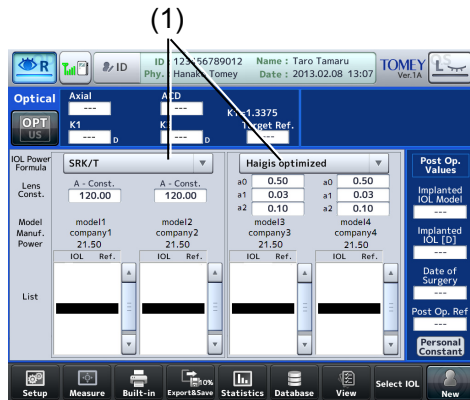 (1)
R
ID
ID : 123456789012 Name : Taro Tamaru
Phy. : Hanako Tomey Date : 2013.02.08 13:07
TOMEY
Ver.1A
L
Optical
OPT
US
Axial
---
ACD
---
K1
---
D
---
D
=1.3375
Target Ref.
---
IOL Power
Formula
SRK/T
Haigis optimized
Lens
Const.
A - Const.
120.00
A - Const.
120.00
a0 0.50 a0 0.50
a1 0.03 a1 0.03
a2 0.10 a2 0.10
Model model1 model2 model3 model4
Manuf. company1 company2 company3 company4
Power 21.50 21.50 21.50 21.50
IOL Ref. IOL Ref. IOL Ref. IOL Ref.
List
Post Op.
Values
Implanted
IOL Model
---
Implanted
IOL [D]
---
Date of
Surgery
---
Post Op. Ref
---
Personal
Constant
Setup
Measure
Built-in
10%
Export&Save
Statistics
Database
View
Select IOL
New